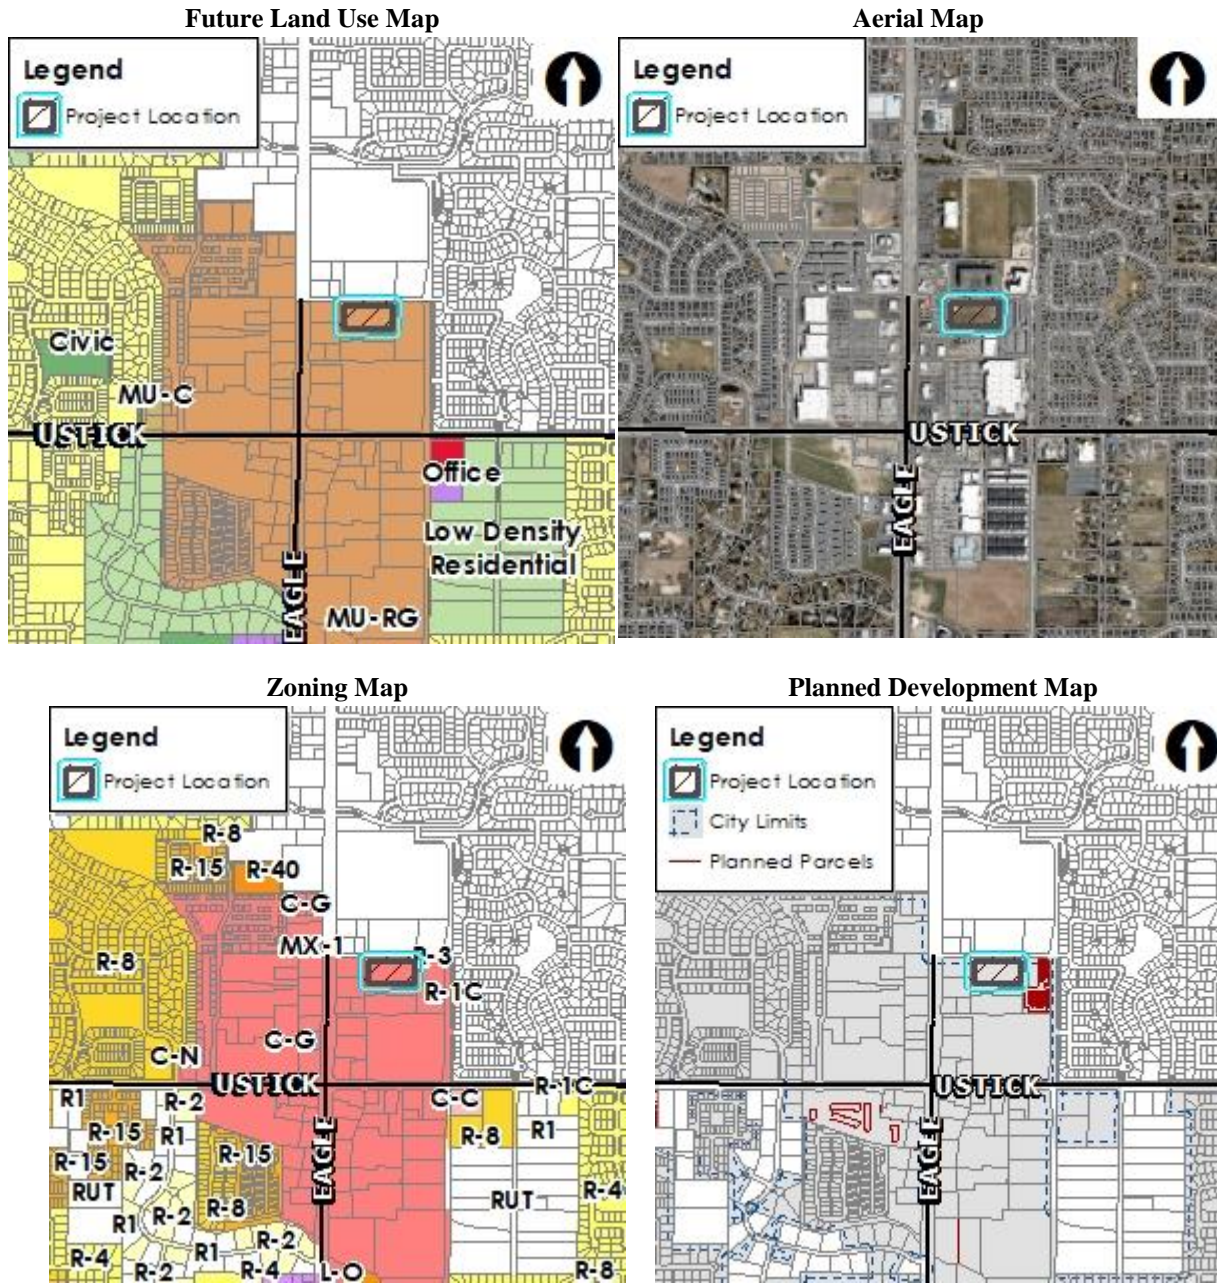 Future Land Use Map
Legend
Project Location
Civic
MU-C
USTICK
Office
Low Density
Residential
EAGLE
MU-RG
Aerial Map
Legend
Project Location
USTICK
EAGLE
Zoning Map
Legend
Project Location
R-8
R-15
R-40
C-G
MX-1
R-3
R-8
R-1C
C-G
C-N
USTICK
R-1C
R1
R-2
C-C
R-15
R1
R-8
R1
R-15
R-15
R-2
EAGLE
RUT
RUT
R-2
R-8
R-4
R1
R-2
R1
R-4
R-2
R-4
L-O
R-8
Planned Development Map
Legend
Project Location
City Limits
Planned Parcels
USTICK
EAGLE